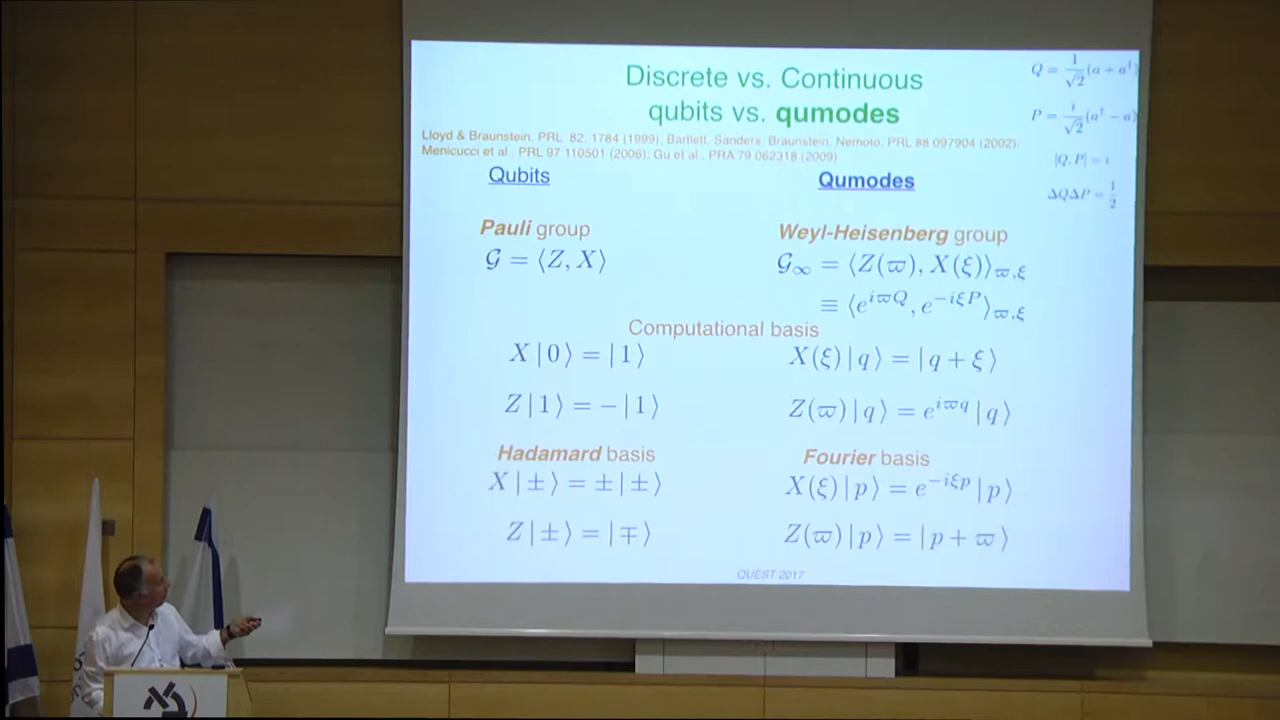 Discrete vs. Continuous
qubits vs. qumodes
Q = 1/√2 (a + a†)
P = i/√2 (a† − a)
[Q, P] = i
ΔQΔP = 1/2
Lloyd & Braunstein, PRL 82, 1784 (1999); Bartlett, Sanders, Braunstein, Nemoto, PRL 88 097904 (2002);
Menicucci et al., PRL 97 110501 (2006); Gu et al., PRA 79 062318 (2009)
Qubits
Qumodes
Pauli group
Weyl-Heisenberg group
𝒢 = ⟨Z, X⟩
𝒢∞ = ⟨Z(ϖ), X(ξ)⟩ϖ,ξ
≡ ⟨e^{iϖQ}, e^{−iξP}⟩ϖ,ξ
Computational basis
X|0⟩ = |1⟩
X(ξ)|q⟩ = |q + ξ⟩
Z|1⟩ = −|1⟩
Z(ϖ)|q⟩ = e^{iϖq}|q⟩
Hadamard basis
Fourier basis
X|±⟩ = ±|±⟩
X(ξ)|p⟩ = e^{−iξp}|p⟩
Z|±⟩ = |∓⟩
Z(ϖ)|p⟩ = |p + ϖ⟩
QUEST 2017